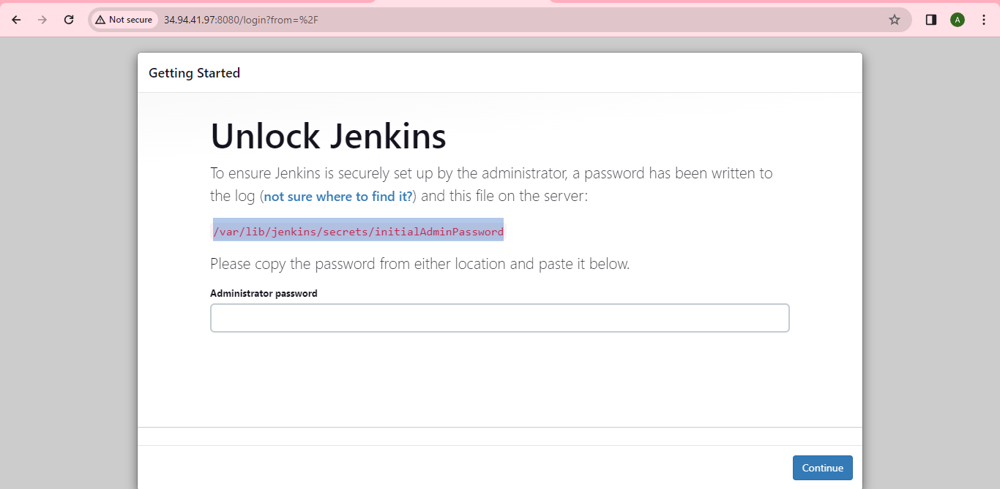 Not secure 34.94.41.97:8080/login?from=%2F A
Getting Started
Unlock Jenkins
To ensure Jenkins is securely set up by the administrator, a password has been written to
the log (not sure where to find it?) and this file on the server:
/var/lib/jenkins/secrets/initialAdminPassword
Please copy the password from either location and paste it below.
Administrator password
Continue